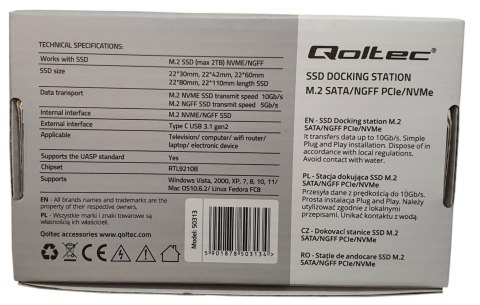 TECHNICAL SPECIFICATIONS:
Works with SSD M.2 SSD (max 2TB) NVME/NGFF
SSD size 22*30mm, 22*42mm, 22*60mm
22*80mm, 22*110mm length SSD
Data transport M.2 NVME SSD transmit speed 10Gb/s
M.2 NGFF SSD transmit speed 5Gb/s
Internal interface M.2 NVME/NGFF
External interface Type C USB 3.1 gen2
Applicable Television/ computer/ wifi router/
laptop/ electronic device
Supports the UASP standard Yes
Chipset RTL9210B
Supports Windows Vista, 2000, XP, 7, 8, 10, 11/
Mac OS10.6.2/ Linux Fedora FC8
EN - All brands names and trademarks are the
property of their respective owners.
PL - Wszystkie marki i znaki towarowe są
własnością ich właścicieli.
Qoltec accessories www.qoltec.com
Model: 50313
5901878503134>
Qoltec®
SSD DOCKING STATION
M.2 SATA/NGFF PCIe/NVMe
EN - SSD Docking station M.2
SATA/NGFF PCIe/NVMe
It transfers data up to 10Gb/s. Simple
Plug and Play installation. Dispose of in
accordance with local regulations.
Avoid contact with water.
PL - Stacja dokująca SSD M.2
SATA/NGFF PCIe/NVMe
Przesyła dane z prędkością do 10Gb/s.
Prosta instalacja Plug and Play. Należy
utylizować zgodnie z lokalnymi
przepisami. Unikać kontaktu z wodą.
CZ - Dokovací stanice SSD M.2
SATA/NGFF PCIe/NVMe
RO - Stație de andocare SSD M.2
SATA/NGFF PCIe/NVMe